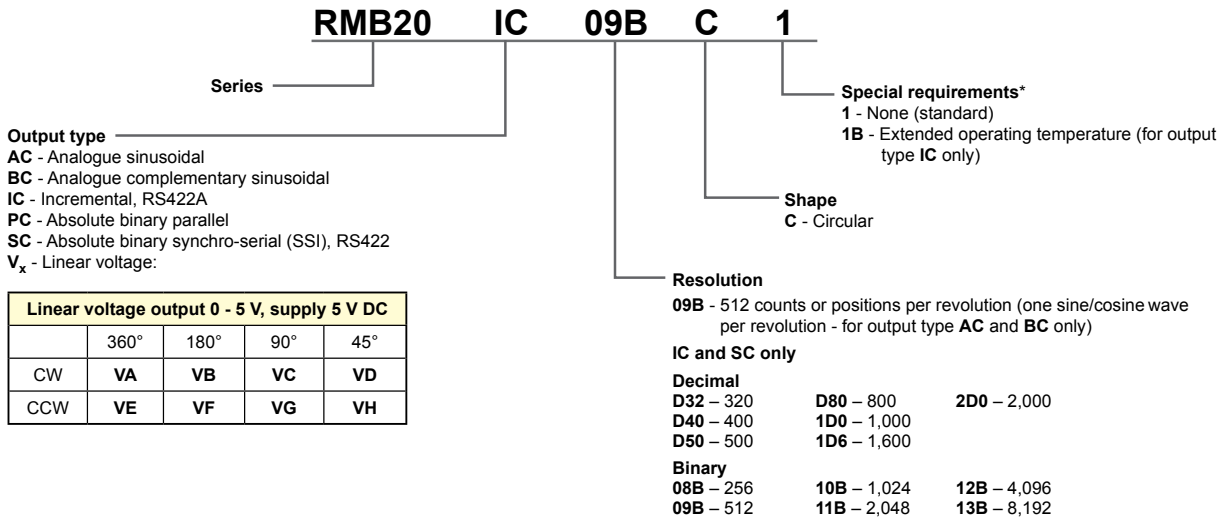 RMB20 IC 09B C 1
Series
Special requirements*
1 - None (standard)
1B - Extended operating temperature (for output
type IC only)
Output type
AC - Analogue sinusoidal
BC - Analogue complementary sinusoidal
IC - Incremental, RS422A
PC - Absolute binary parallel
SC - Absolute binary synchro-serial (SSI), RS422
Vx - Linear voltage:
Shape
C - Circular
Linear voltage output 0 - 5 V, supply 5 V DC
360° 180° 90° 45°
CW VA VB VC VD
CCW VE VF VG VH
Resolution
09B - 512 counts or positions per revolution (one sine/cosine wave
per revolution - for output type AC and BC only)
IC and SC only
Decimal
D32 – 320 D80 – 800 2D0 – 2,000
D40 – 400 1D0 – 1,000
D50 – 500 1D6 – 1,600
Binary
08B – 256 10B – 1,024 12B – 4,096
09B – 512 11B – 2,048 13B – 8,192